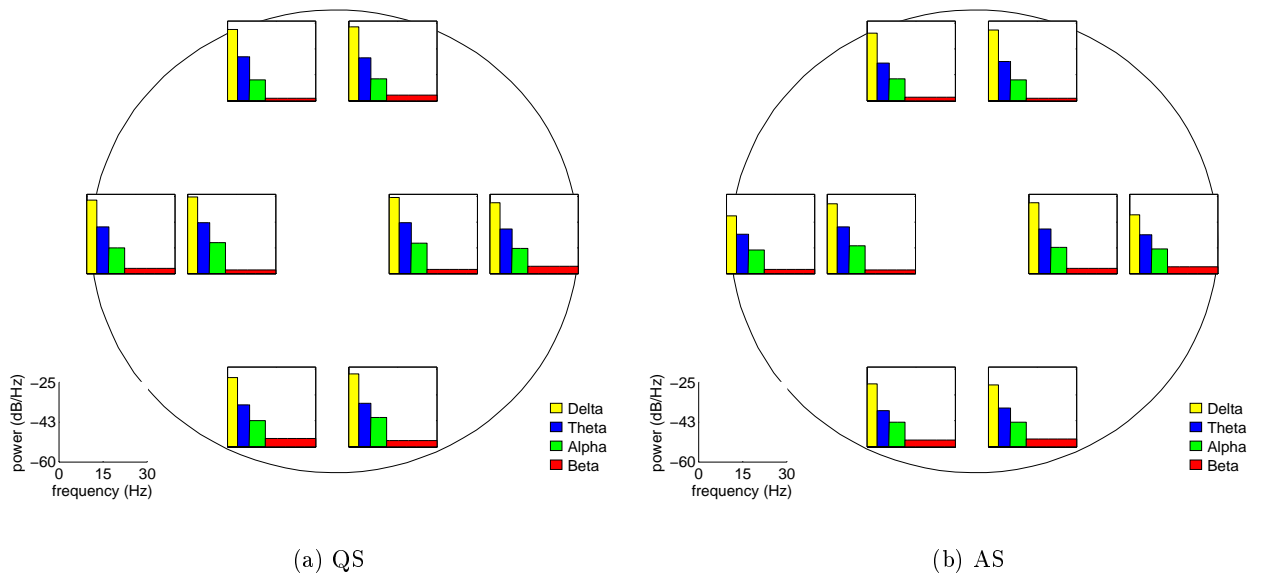 power (dB/Hz)
−25
−43
−60
0 15 30
frequency (Hz)
Delta
Theta
Alpha
Beta
(a) QS
power (dB/Hz)
−25
−43
−60
0 15 30
frequency (Hz)
Delta
Theta
Alpha
Beta
(b) AS